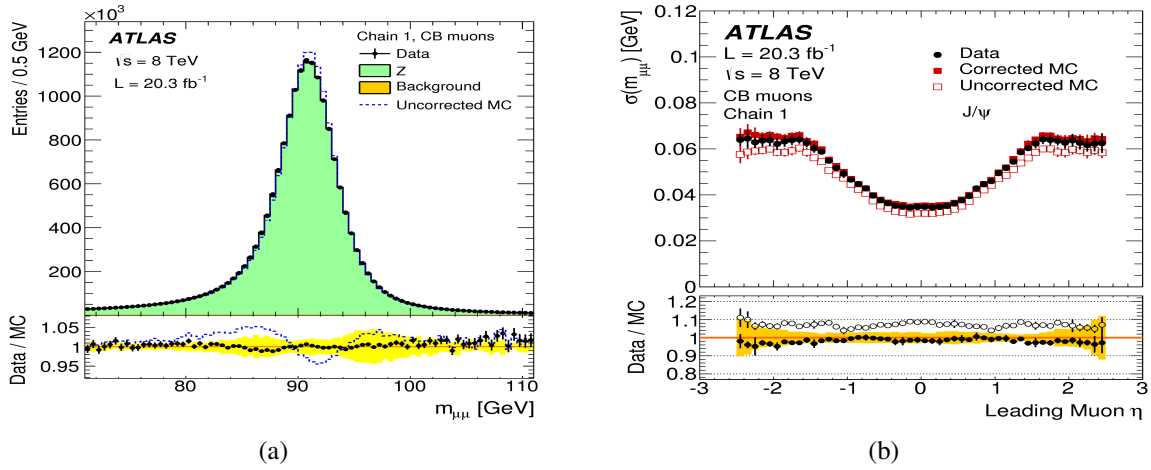 ×10³
Entries / 0.5 GeV
1200
1000
800
600
400
200
ATLAS
√s = 8 TeV
L = 20.3 fb⁻¹
Chain 1, CB muons
Data
Z
Background
Uncorrected MC
Data / MC
1.05
1
0.95
80 90 100 110
m_μμ [GeV]
(a)
σ(m_μμ) [GeV]
0.12
0.1
0.08
0.06
0.04
0.02
0
ATLAS
L = 20.3 fb⁻¹
√s = 8 TeV
CB muons
Chain 1
Data
Corrected MC
Uncorrected MC
J/ψ
Data / MC
1.2
1.1
1
0.9
0.8
−3 −2 −1 0 1 2 3
Leading Muon η
(b)